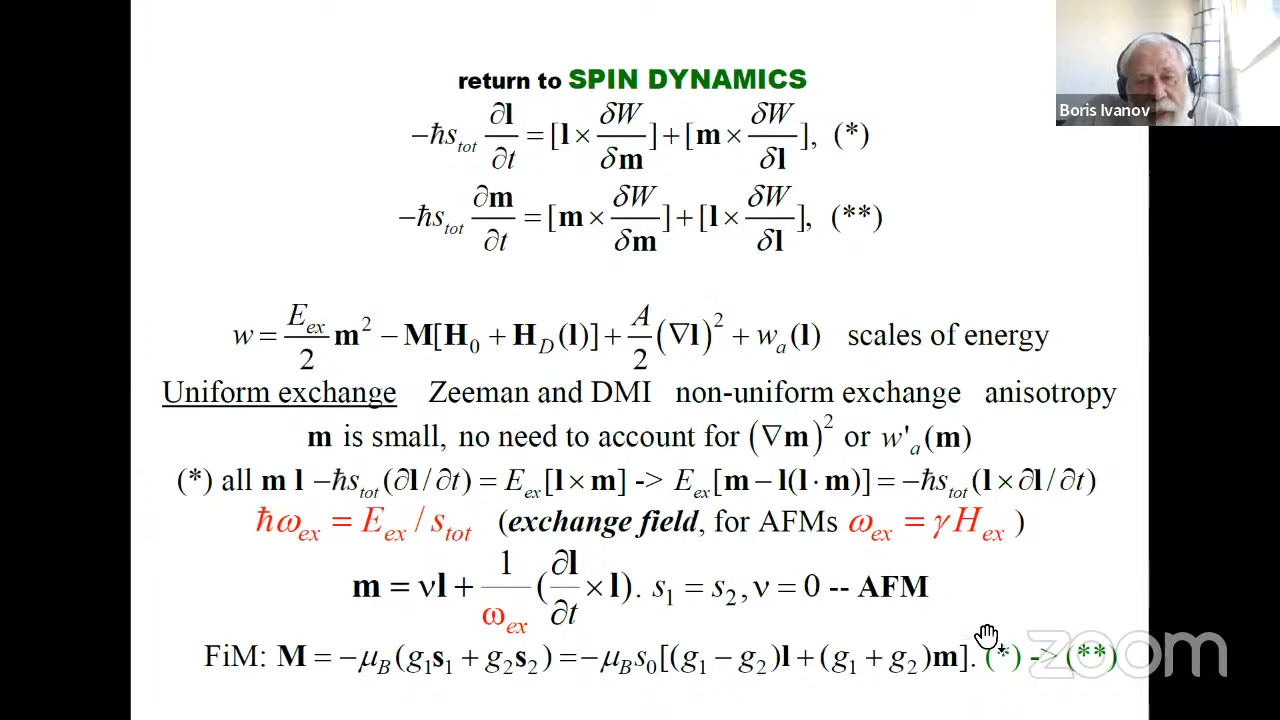 return to SPIN DYNAMICS
−ħs_tot ∂l/∂t = [l × δW/δm] + [m × δW/δl], (*)
−ħs_tot ∂m/∂t = [m × δW/δm] + [l × δW/δl], (**)
w = E_ex/2 m² − M[H_0 + H_D(l)] + A/2 (∇l)² + w_a(l) scales of energy
Uniform exchange Zeeman and DMI non-uniform exchange anisotropy
m is small, no need to account for (∇m)² or w'_a(m)
(*) all m l −ħs_tot(∂l/∂t) = E_ex[l × m] -> E_ex[m − l(l · m)] = −ħs_tot(l × ∂l/∂t)
ħω_ex = E_ex / s_tot (exchange field, for AFMs ω_ex = γH_ex )
m = νl + 1/ω_ex (∂l/∂t × l). s_1 = s_2, ν = 0 -- AFM
FiM: M = −μ_B(g_1s_1 + g_2s_2) = −μ_Bs_0[(g_1 − g_2)l + (g_1 + g_2)m]. (*) -> (**)
Boris Ivanov
zoom